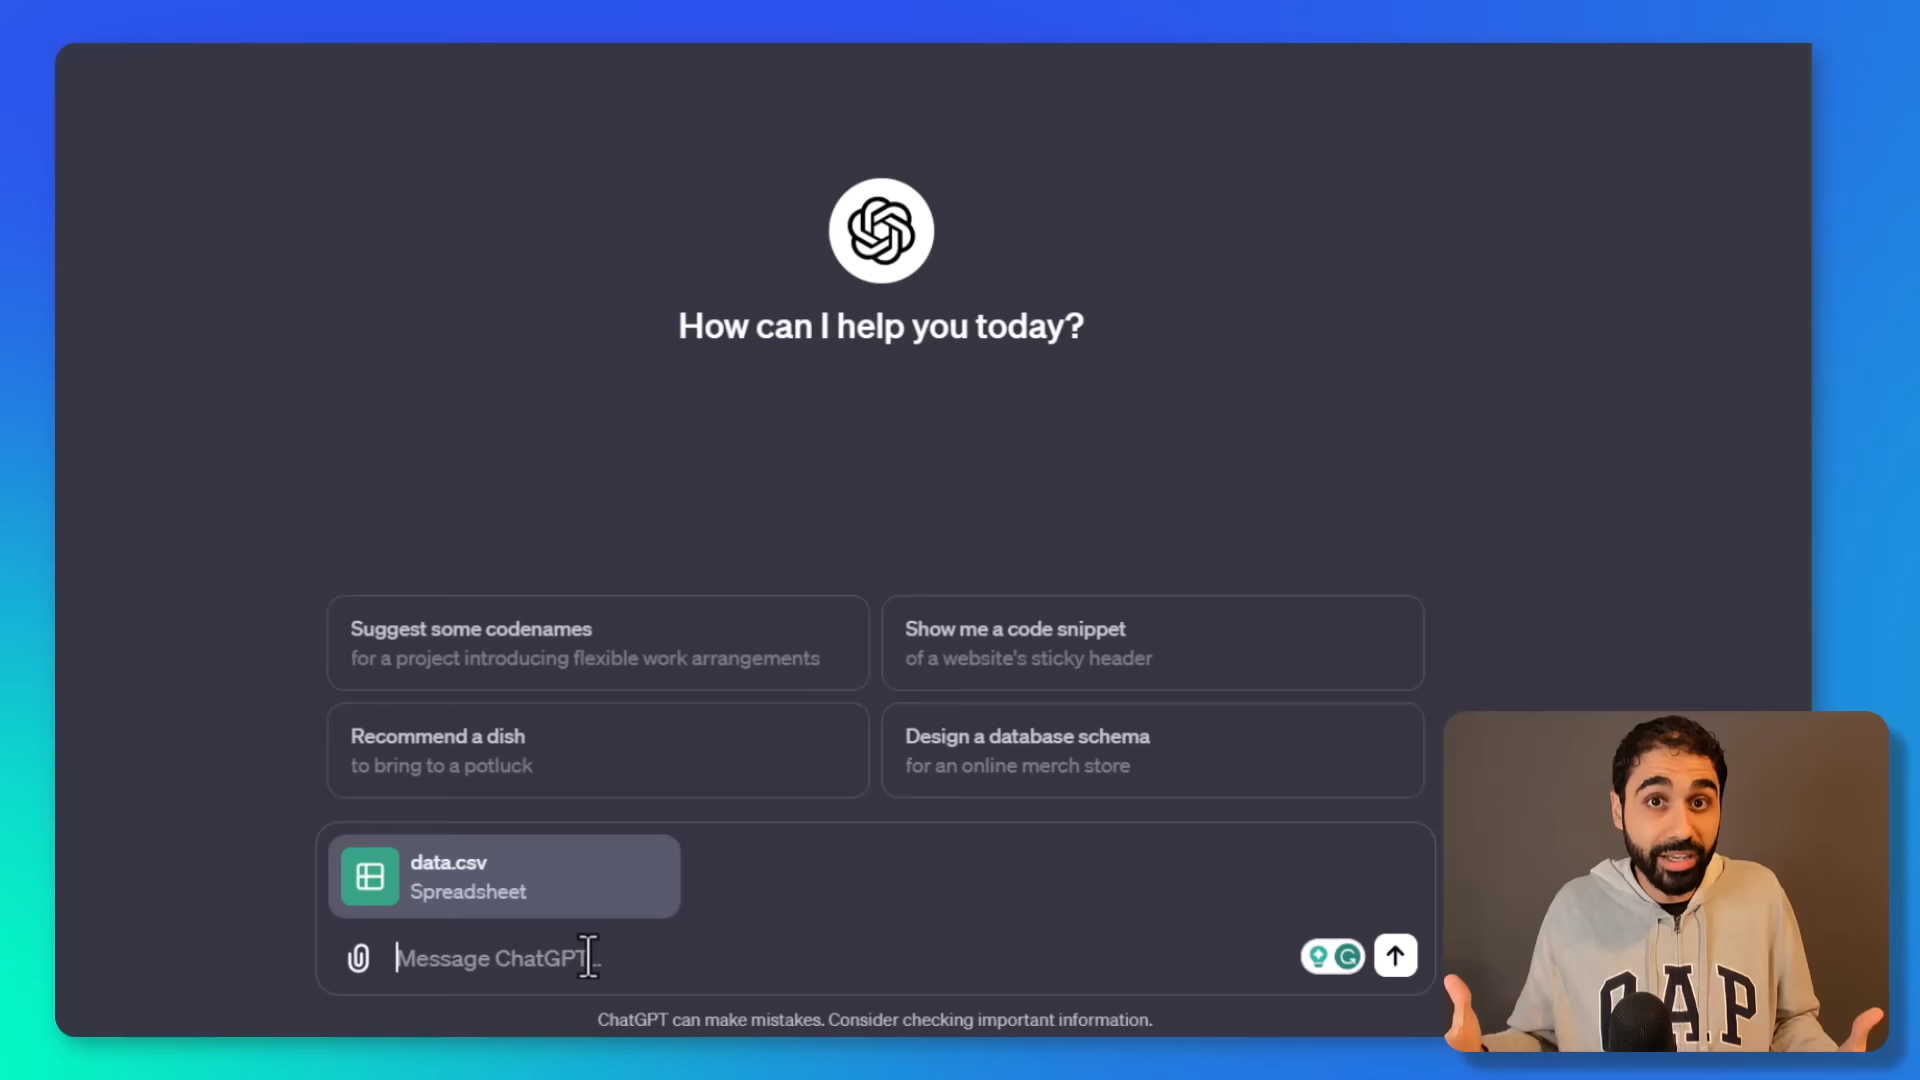 How can I help you today?
Suggest some codenames
for a project introducing flexible work arrangements
Show me a code snippet
of a website's sticky header
Recommend a dish
to bring to a potluck
Design a database schema
for an online merch store
data.csv
Spreadsheet
Message ChatGPT...
ChatGPT can make mistakes. Consider checking important information.
GAP